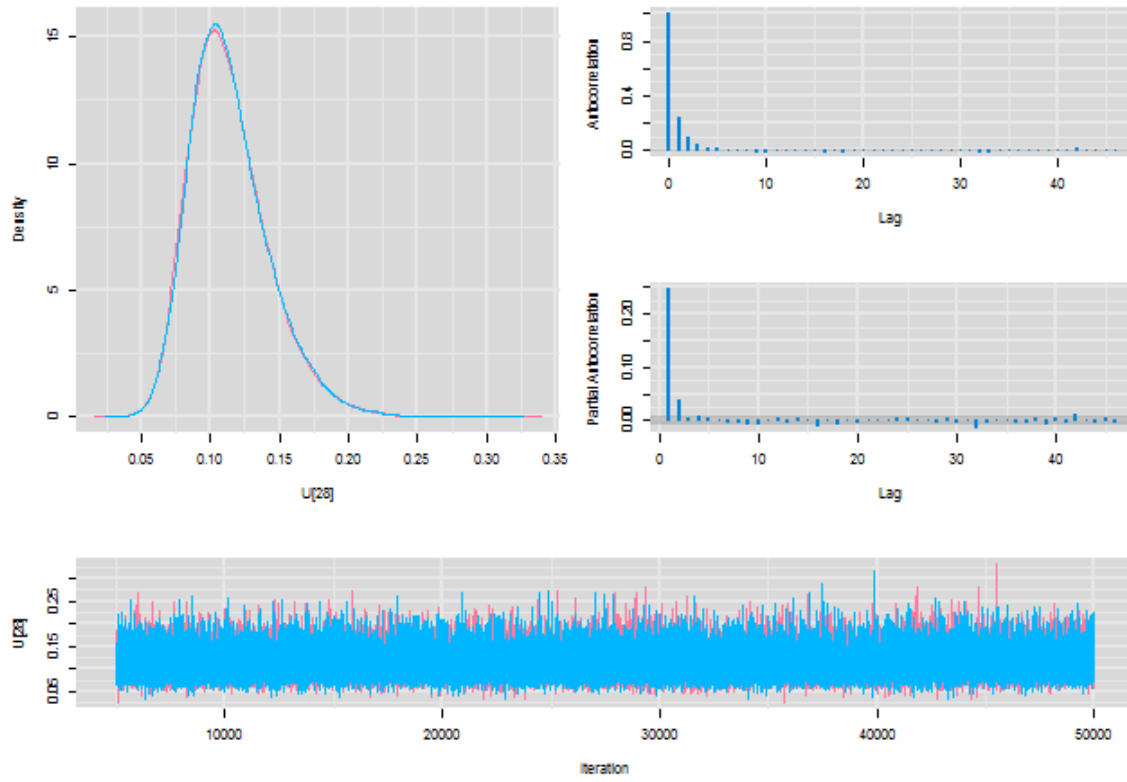 Density
15
10
5
0
0.05 0.10 0.15 0.20 0.25 0.30 0.35
U[28]
Autocorrelation
0.8
0.4
0.0
0 10 20 30 40
Lag
Partial Autocorrelation
0.20
0.10
0.00
0 10 20 30 40
Lag
U[28]
0.25
0.15
0.05
10000 20000 30000 40000 50000
Iteration